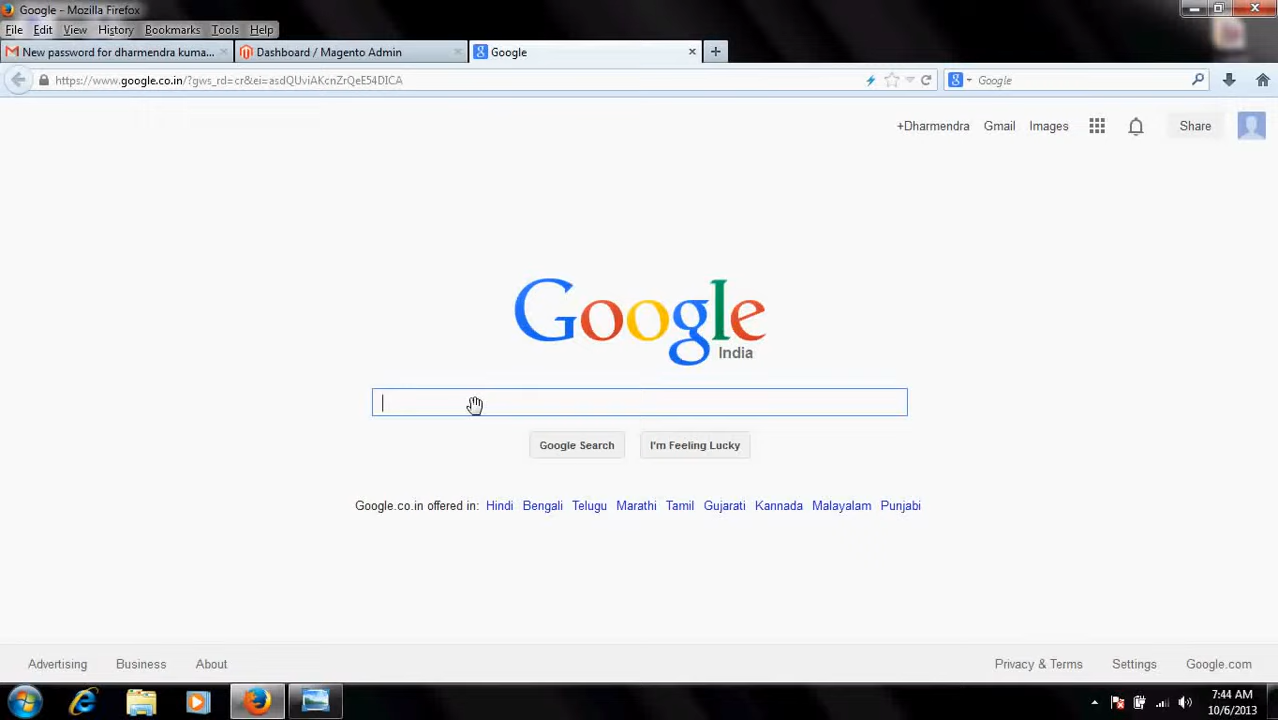 Google - Mozilla Firefox
File Edit View History Bookmarks Tools Help
New password for dharmendra kuma... Dashboard / Magento Admin Google
https://www.google.co.in/?gws_rd=cr&ei=asdQUviAKcnZrQeE54DICA Google
+Dharmendra Gmail Images Share
Google
India
Google Search I'm Feeling Lucky
Google.co.in offered in: Hindi Bengali Telugu Marathi Tamil Gujarati Kannada Malayalam Punjabi
Advertising Business About Privacy & Terms Settings Google.com
7:44 AM
10/6/2013